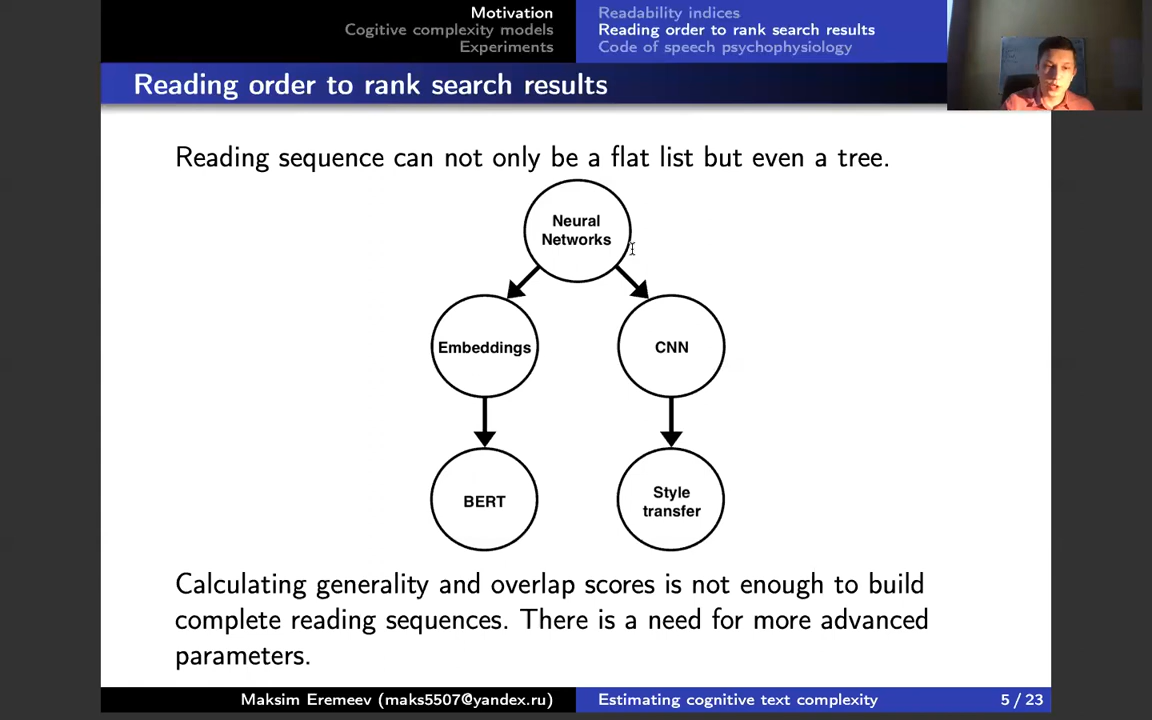 Motivation
Cogitive complexity models
Experiments
Readability indices
Reading order to rank search results
Code of speech psychophysiology
Reading order to rank search results
Reading sequence can not only be a flat list but even a tree.
Neural
Networks
Embeddings
CNN
BERT
Style
transfer
Calculating generality and overlap scores is not enough to build
complete reading sequences. There is a need for more advanced
parameters.
Maksim Eremeev (maks5507@yandex.ru)
Estimating cognitive text complexity
5 / 23